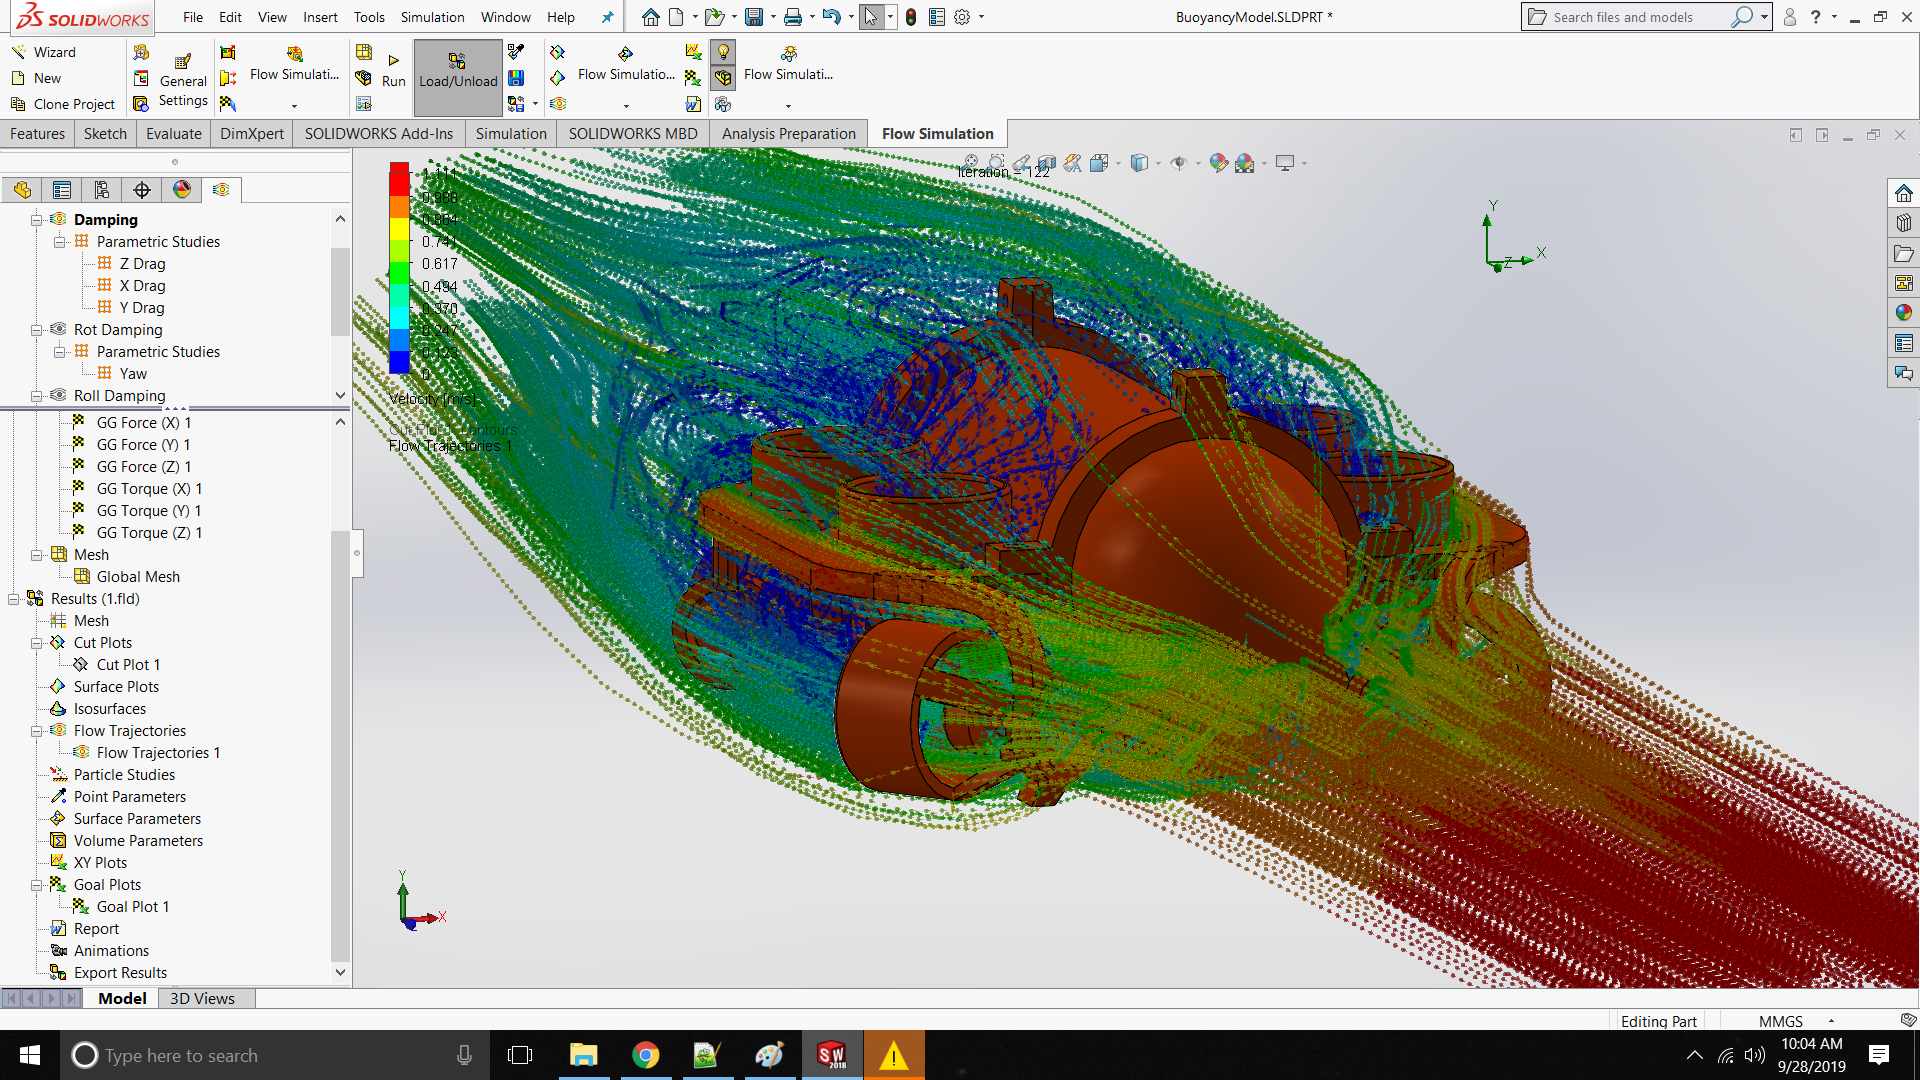 SOLIDWORKS
File Edit View Insert Tools Simulation Window Help
BuoyancyModel.SLDPRT *
Search files and models
Wizard
New
Clone Project
General Settings
Flow Simulati...
Run
Load/Unload
Flow Simulatio...
Flow Simulati...
Features Sketch Evaluate DimXpert SOLIDWORKS Add-Ins Simulation SOLIDWORKS MBD Analysis Preparation Flow Simulation
Damping
Parametric Studies
Z Drag
X Drag
Y Drag
Rot Damping
Parametric Studies
Yaw
Roll Damping
GG Force (X) 1
GG Force (Y) 1
GG Force (Z) 1
GG Torque (X) 1
GG Torque (Y) 1
GG Torque (Z) 1
Mesh
Global Mesh
Results (1.fld)
Mesh
Cut Plots
Cut Plot 1
Surface Plots
Isosurfaces
Flow Trajectories
Flow Trajectories 1
Particle Studies
Point Parameters
Surface Parameters
Volume Parameters
XY Plots
Goal Plots
Goal Plot 1
Report
Animations
Export Results
Iteration = 122
1.111
0.988
0.864
0.741
0.617
0.494
0.370
0.247
0.123
0
Velocity [m/s]
Flow Trajectories 1
Y
X
Z
Y
X
Model 3D Views
Editing Part MMGS
Type here to search
SW
2018
10:04 AM
9/28/2019